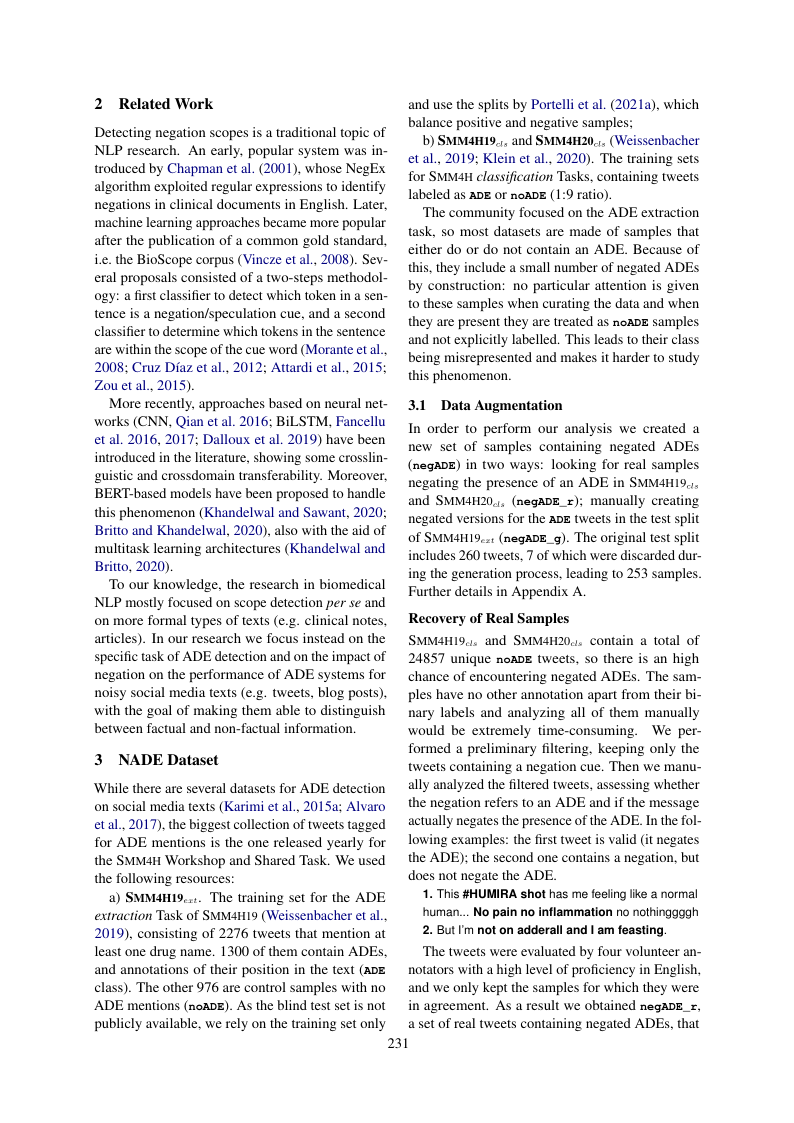 2 Related Work
Detecting negation scopes is a traditional topic of
NLP research. An early, popular system was in-
troduced by Chapman et al. (2001), whose NegEx
algorithm exploited regular expressions to identify
negations in clinical documents in English. Later,
machine learning approaches became more popular
after the publication of a common gold standard,
i.e. the BioScope corpus (Vincze et al., 2008). Sev-
eral proposals consisted of a two-steps methodol-
ogy: a first classifier to detect which token in a sen-
tence is a negation/speculation cue, and a second
classifier to determine which tokens in the sentence
are within the scope of the cue word (Morante et al.,
2008; Cruz Díaz et al., 2012; Attardi et al., 2015;
Zou et al., 2015).
More recently, approaches based on neural net-
works (CNN, Qian et al. 2016; BiLSTM, Fancellu
et al. 2016, 2017; Dalloux et al. 2019) have been
introduced in the literature, showing some crosslin-
guistic and crossdomain transferability. Moreover,
BERT-based models have been proposed to handle
this phenomenon (Khandelwal and Sawant, 2020;
Britto and Khandelwal, 2020), also with the aid of
multitask learning architectures (Khandelwal and
Britto, 2020).
To our knowledge, the research in biomedical
NLP mostly focused on scope detection per se and
on more formal types of texts (e.g. clinical notes,
articles). In our research we focus instead on the
specific task of ADE detection and on the impact of
negation on the performance of ADE systems for
noisy social media texts (e.g. tweets, blog posts),
with the goal of making them able to distinguish
between factual and non-factual information.
3 NADE Dataset
While there are several datasets for ADE detection
on social media texts (Karimi et al., 2015a; Alvaro
et al., 2017), the biggest collection of tweets tagged
for ADE mentions is the one released yearly for
the SMM4H Workshop and Shared Task. We used
the following resources:
a) SMM4H19ext. The training set for the ADE
extraction Task of SMM4H19 (Weissenbacher et al.,
2019), consisting of 2276 tweets that mention at
least one drug name. 1300 of them contain ADEs,
and annotations of their position in the text (ADE
class). The other 976 are control samples with no
ADE mentions (noADE). As the blind test set is not
publicly available, we rely on the training set only
and use the splits by Portelli et al. (2021a), which
balance positive and negative samples;
b) SMM4H19cls and SMM4H20cls (Weissenbacher
et al., 2019; Klein et al., 2020). The training sets
for SMM4H classification Tasks, containing tweets
labeled as ADE or noADE (1:9 ratio).
The community focused on the ADE extraction
task, so most datasets are made of samples that
either do or do not contain an ADE. Because of
this, they include a small number of negated ADEs
by construction: no particular attention is given
to these samples when curating the data and when
they are present they are treated as noADE samples
and not explicitly labelled. This leads to their class
being misrepresented and makes it harder to study
this phenomenon.
3.1 Data Augmentation
In order to perform our analysis we created a
new set of samples containing negated ADEs
(negADE) in two ways: looking for real samples
negating the presence of an ADE in SMM4H19cls
and SMM4H20cls (negADE_r); manually creating
negated versions for the ADE tweets in the test split
of SMM4H19ext (negADE_g). The original test split
includes 260 tweets, 7 of which were discarded dur-
ing the generation process, leading to 253 samples.
Further details in Appendix A.
Recovery of Real Samples
SMM4H19cls and SMM4H20cls contain a total of
24857 unique noADE tweets, so there is an high
chance of encountering negated ADEs. The sam-
ples have no other annotation apart from their bi-
nary labels and analyzing all of them manually
would be extremely time-consuming. We per-
formed a preliminary filtering, keeping only the
tweets containing a negation cue. Then we manu-
ally analyzed the filtered tweets, assessing whether
the negation refers to an ADE and if the message
actually negates the presence of the ADE. In the fol-
lowing examples: the first tweet is valid (it negates
the ADE); the second one contains a negation, but
does not negate the ADE.
1. This #HUMIRA shot has me feeling like a normal
human... No pain no inflammation no nothinggggh
2. But I'm not on adderall and I am feasting.
The tweets were evaluated by four volunteer an-
notators with a high level of proficiency in English,
and we only kept the samples for which they were
in agreement. As a result we obtained negADE_r,
a set of real tweets containing negated ADEs, that
231